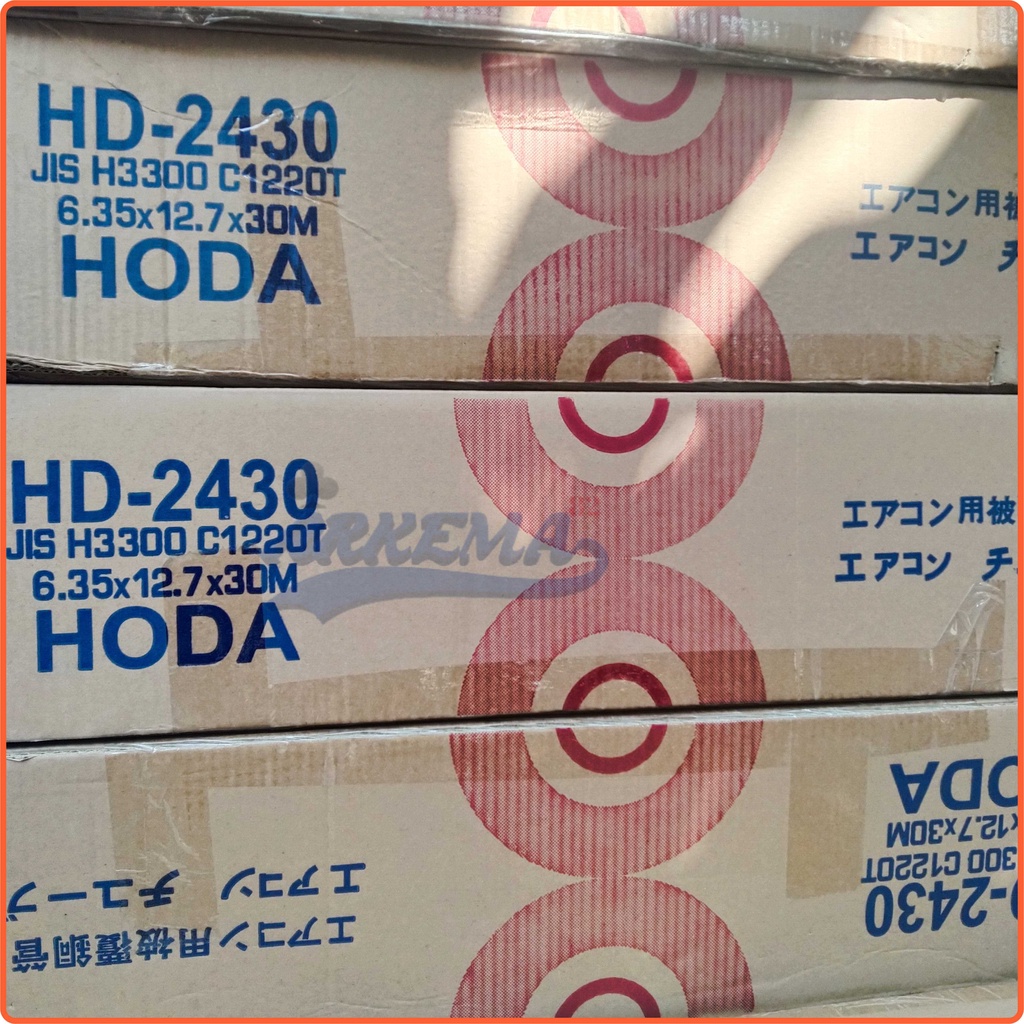 HD-2430
JIS H3300 C1220T
6.35x12.7x30M
HODA
エアコン用被
エアコン チ
HD-2430
JIS H3300 C1220T
6.35x12.7x30M
HODA
エアコン用被
エアコン チ
ARKEMA
エアコン用被覆銅管
エアコン チューブ
-2430
300 C1220T
x12.7x30M
ODA